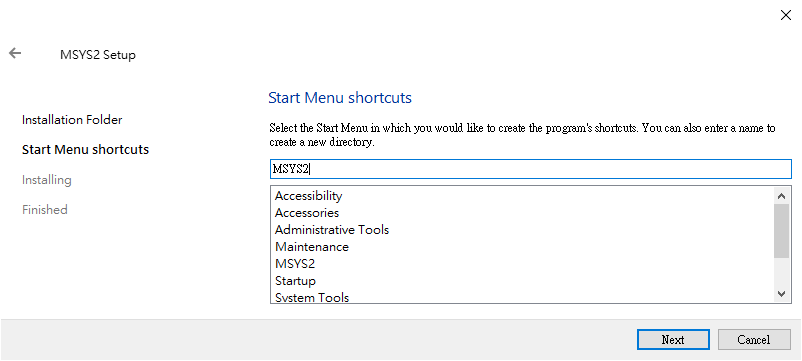 MSYS2 Setup
Installation Folder
Start Menu shortcuts
Installing
Finished
Start Menu shortcuts
Select the Start Menu in which you would like to create the program's shortcuts. You can also enter a name to
create a new directory.
MSYS2
Accessibility
Accessories
Administrative Tools
Maintenance
MSYS2
Startup
System Tools
Next
Cancel